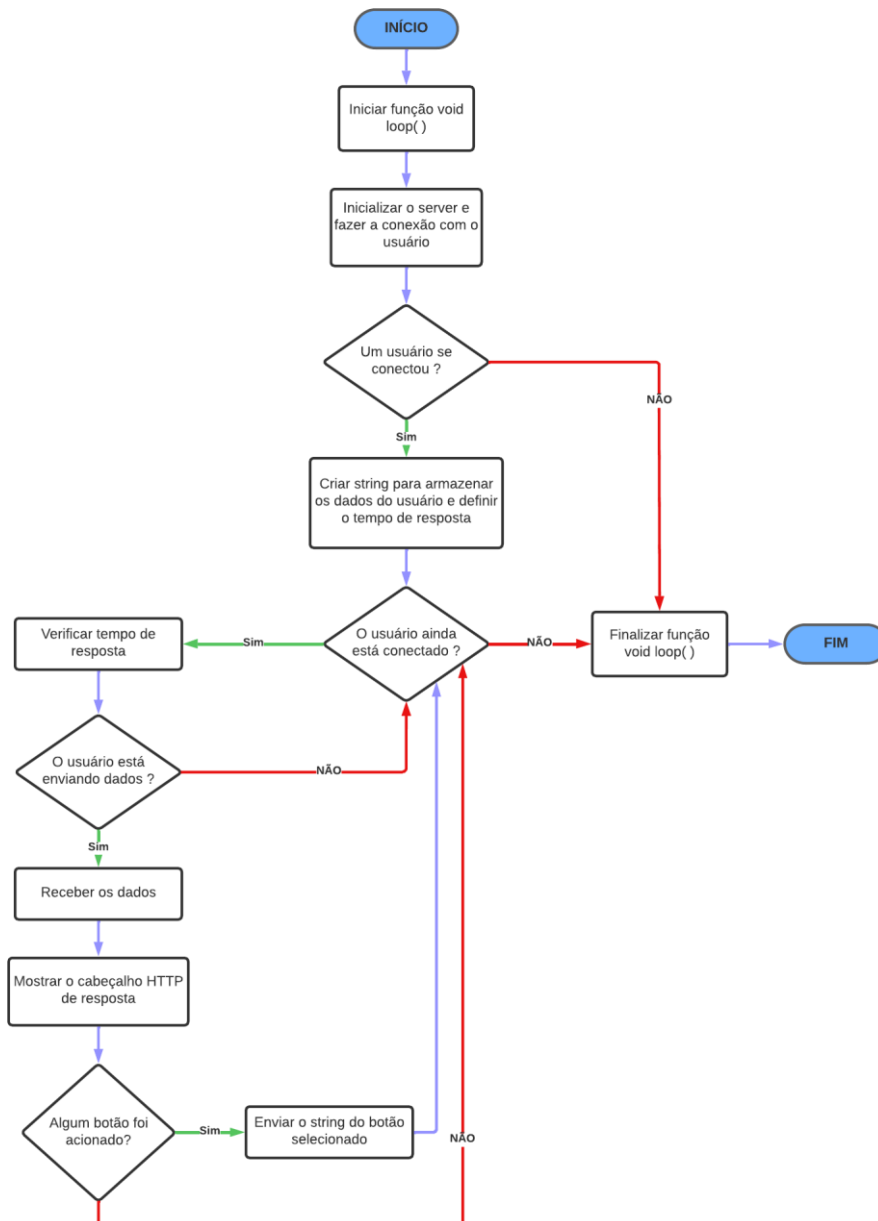 INÍCIO
Iniciar função void
loop( )
Inicializar o server e
fazer a conexão com o
usuário
Um usuário se
conectou ?
NÃO
Sim
Criar string para armazenar
os dados do usuário e definir
o tempo de resposta
Verificar tempo de
resposta
Sim
O usuário ainda
está conectado ?
NÃO
Finalizar função
void loop( )
FIM
O usuário está
enviando dados ?
NÃO
Sim
Receber os dados
Mostrar o cabeçalho HTTP
de resposta
Algum botão foi
acionado?
Sim
Enviar o string do botão
selecionado
NÃO